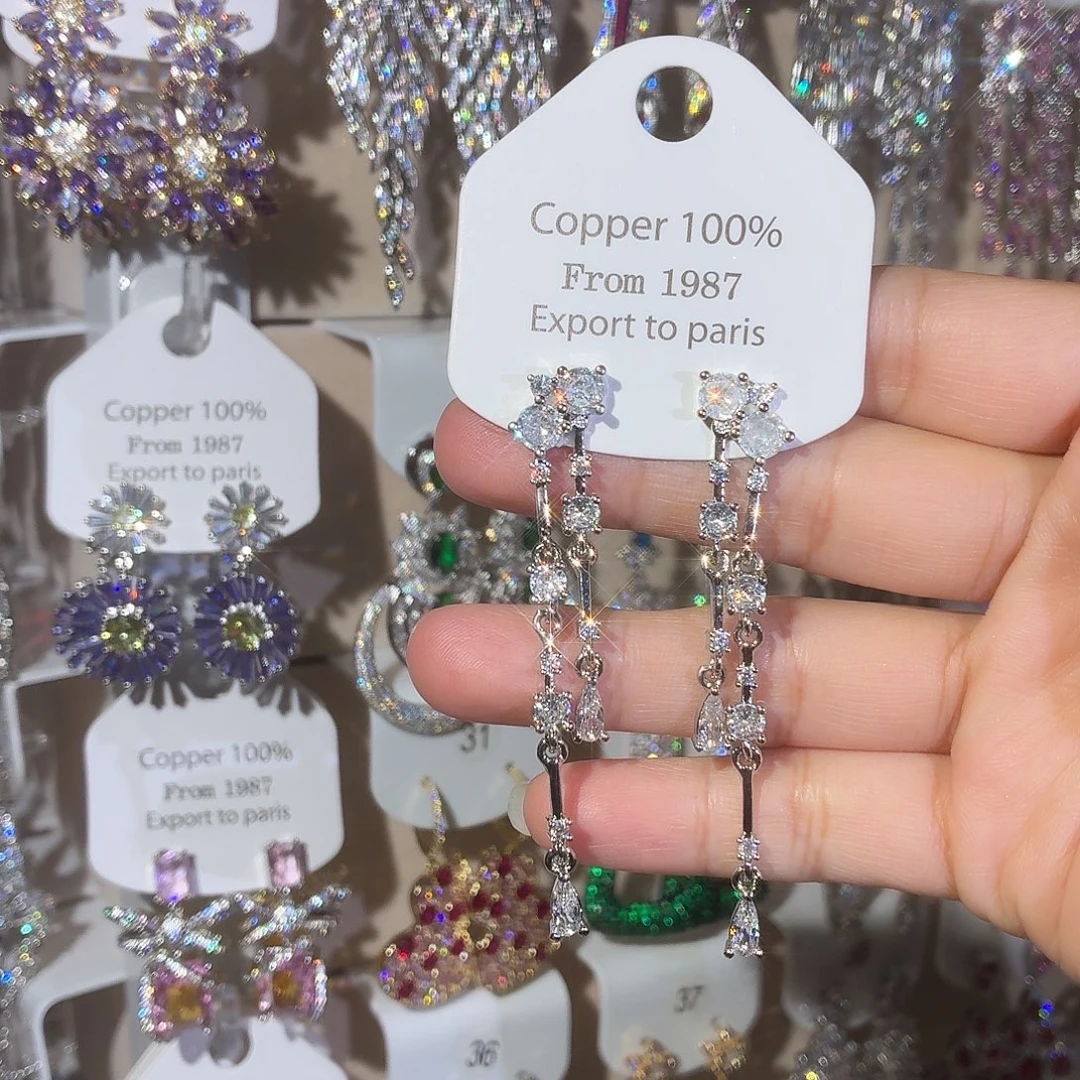 Copper 100%
From 1987
Export to paris
Copper 100%
From 1987
Export to paris
Copper 100%
From 1987
Export to paris
31
36
37